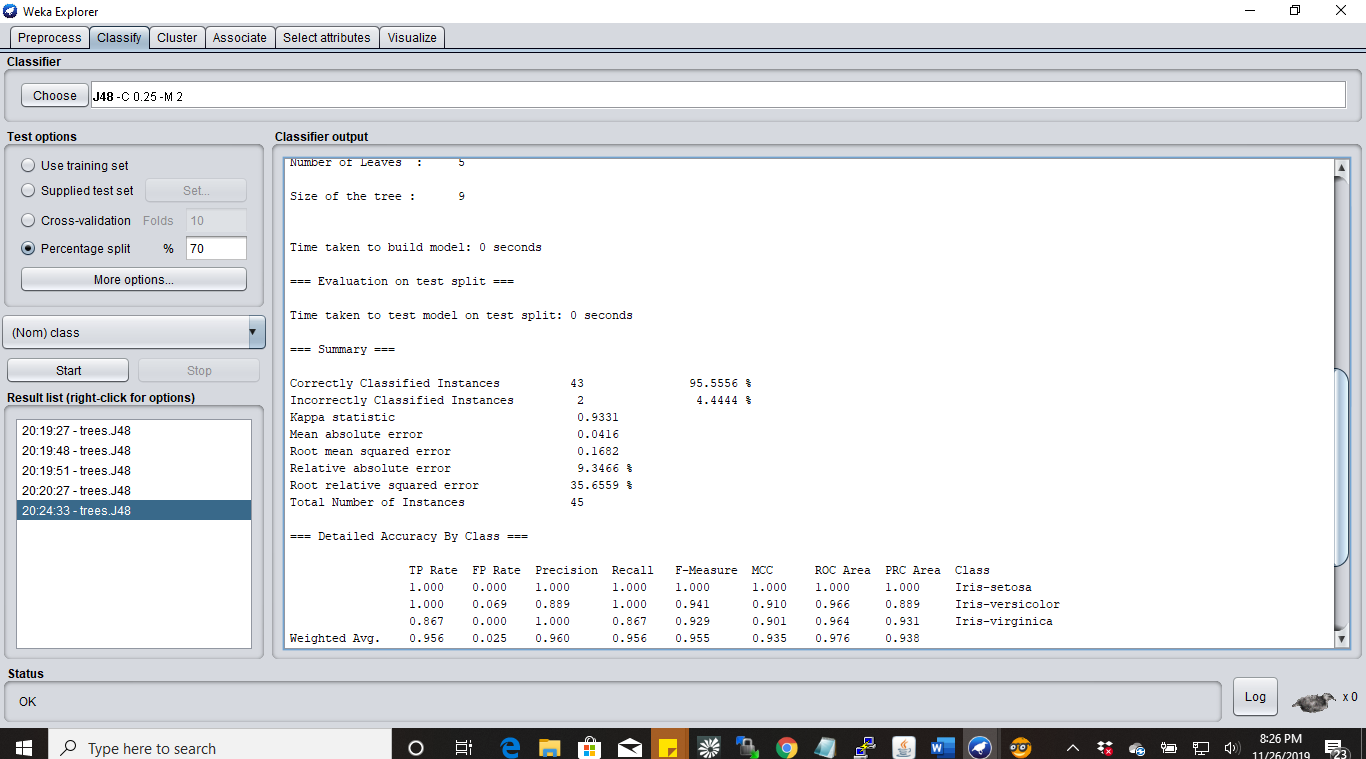 Weka Explorer
Preprocess Classify Cluster Associate Select attributes Visualize
Classifier
Choose J48 -C 0.25 -M 2
Test options
Use training set
Supplied test set Set...
Cross-validation Folds 10
Percentage split % 70
More options...
(Nom) class
Start Stop
Result list (right-click for options)
20:19:27 - trees.J48
20:19:48 - trees.J48
20:19:51 - trees.J48
20:20:27 - trees.J48
20:24:33 - trees.J48
Classifier output
Number of Leaves : 5
Size of the tree : 9
Time taken to build model: 0 seconds
=== Evaluation on test split ===
Time taken to test model on test split: 0 seconds
=== Summary ===
Correctly Classified Instances 43 95.5556 %
Incorrectly Classified Instances 2 4.4444 %
Kappa statistic 0.9331
Mean absolute error 0.0416
Root mean squared error 0.1682
Relative absolute error 9.3466 %
Root relative squared error 35.6559 %
Total Number of Instances 45
=== Detailed Accuracy By Class ===
TP Rate FP Rate Precision Recall F-Measure MCC ROC Area PRC Area Class
1.000 0.000 1.000 1.000 1.000 1.000 1.000 1.000 Iris-setosa
1.000 0.069 0.889 1.000 0.941 0.910 0.966 0.889 Iris-versicolor
0.867 0.000 1.000 0.867 0.929 0.901 0.964 0.931 Iris-virginica
Weighted Avg. 0.956 0.025 0.960 0.956 0.955 0.935 0.976 0.938
Status
OK
Log x 0
Type here to search
8:26 PM
11/26/2019
23